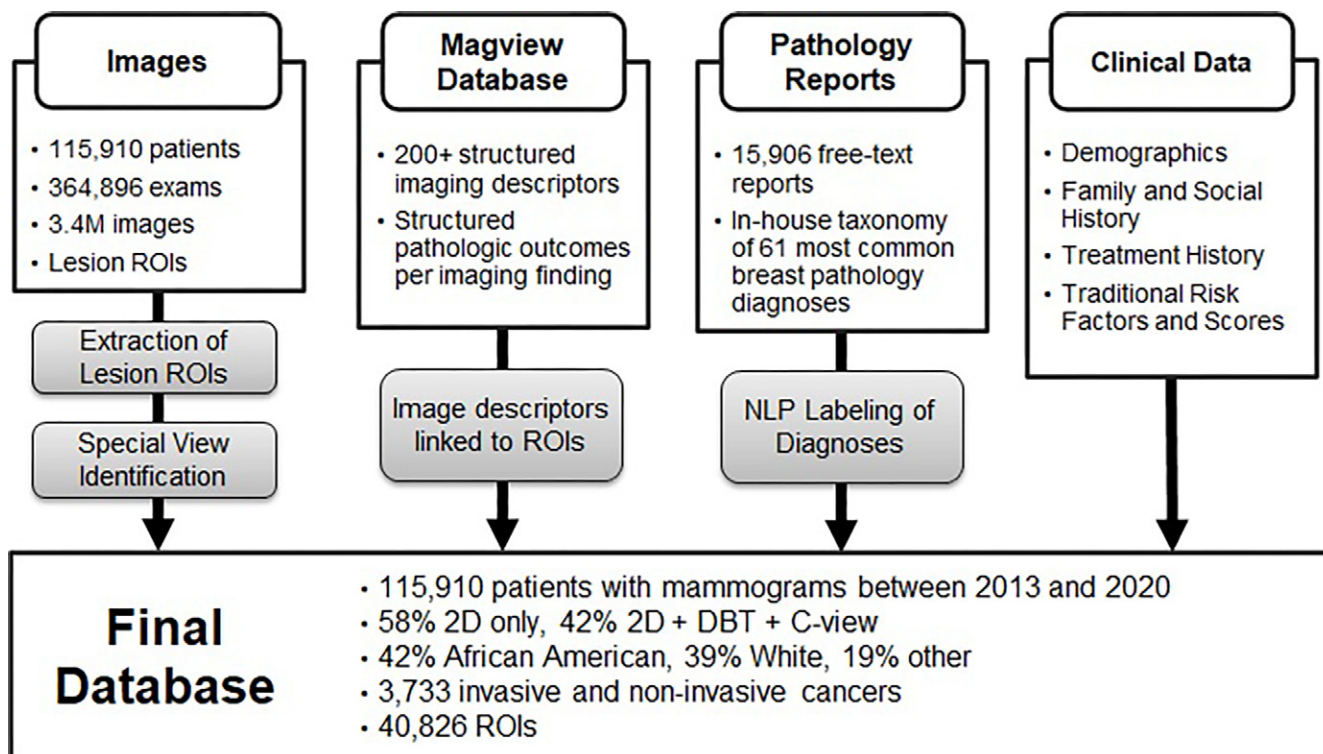 Images
• 115,910 patients
• 364,896 exams
• 3.4M images
• Lesion ROIs
Extraction of
Lesion ROIs
Special View
Identification
Magview
Database
• 200+ structured
imaging descriptors
• Structured
pathologic outcomes
per imaging finding
Image descriptors
linked to ROIs
Pathology
Reports
• 15,906 free-text
reports
• In-house taxonomy
of 61 most common
breast pathology
diagnoses
NLP Labeling of
Diagnoses
Clinical Data
• Demographics
• Family and Social
History
• Treatment History
• Traditional Risk
Factors and Scores
Final
Database
• 115,910 patients with mammograms between 2013 and 2020
• 58% 2D only, 42% 2D + DBT + C-view
• 42% African American, 39% White, 19% other
• 3,733 invasive and non-invasive cancers
• 40,826 ROIs